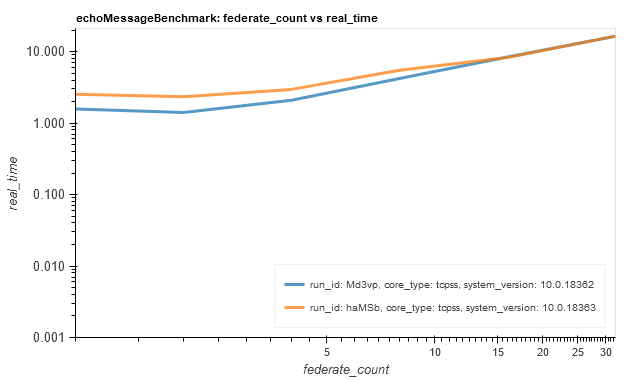 echoMessageBenchmark: federate_count vs real_time
10.000
1.000
0.100
0.010
0.001
real_time
run_id: Md3vp, core_type: tcpss, system_version: 10.0.18362
run_id: haMSb, core_type: tcpss, system_version: 10.0.18363
5
10
15
20
25
30
federate_count